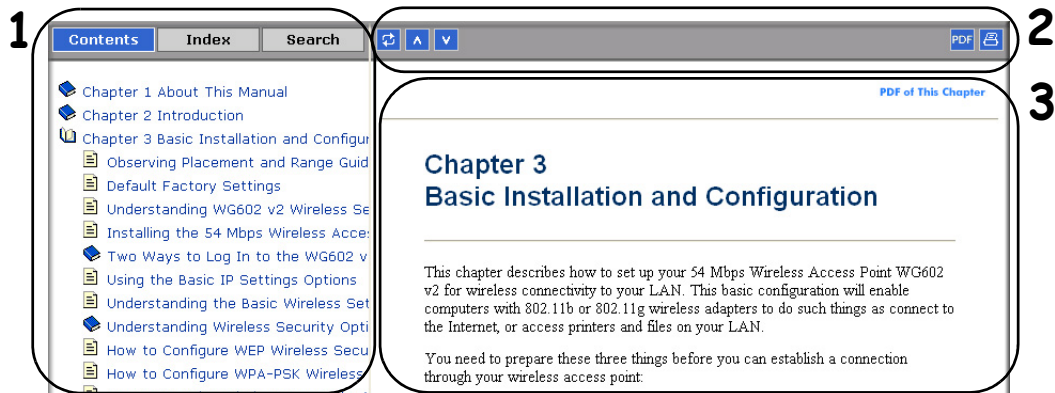 1
Contents Index Search
Chapter 1 About This Manual
Chapter 2 Introduction
Chapter 3 Basic Installation and Configur
Observing Placement and Range Guid
Default Factory Settings
Understanding WG602 v2 Wireless Se
Installing the 54 Mbps Wireless Acce
Two Ways to Log In to the WG602 v
Using the Basic IP Settings Options
Understanding the Basic Wireless Set
Understanding Wireless Security Opti
How to Configure WEP Wireless Secu
How to Configure WPA-PSK Wireless
PDF
2
3
PDF of This Chapter
Chapter 3
Basic Installation and Configuration
This chapter describes how to set up your 54 Mbps Wireless Access Point WG602
v2 for wireless connectivity to your LAN. This basic configuration will enable
computers with 802.11b or 802.11g wireless adapters to do such things as connect to
the Internet, or access printers and files on your LAN.
You need to prepare these three things before you can establish a connection
through your wireless access point: